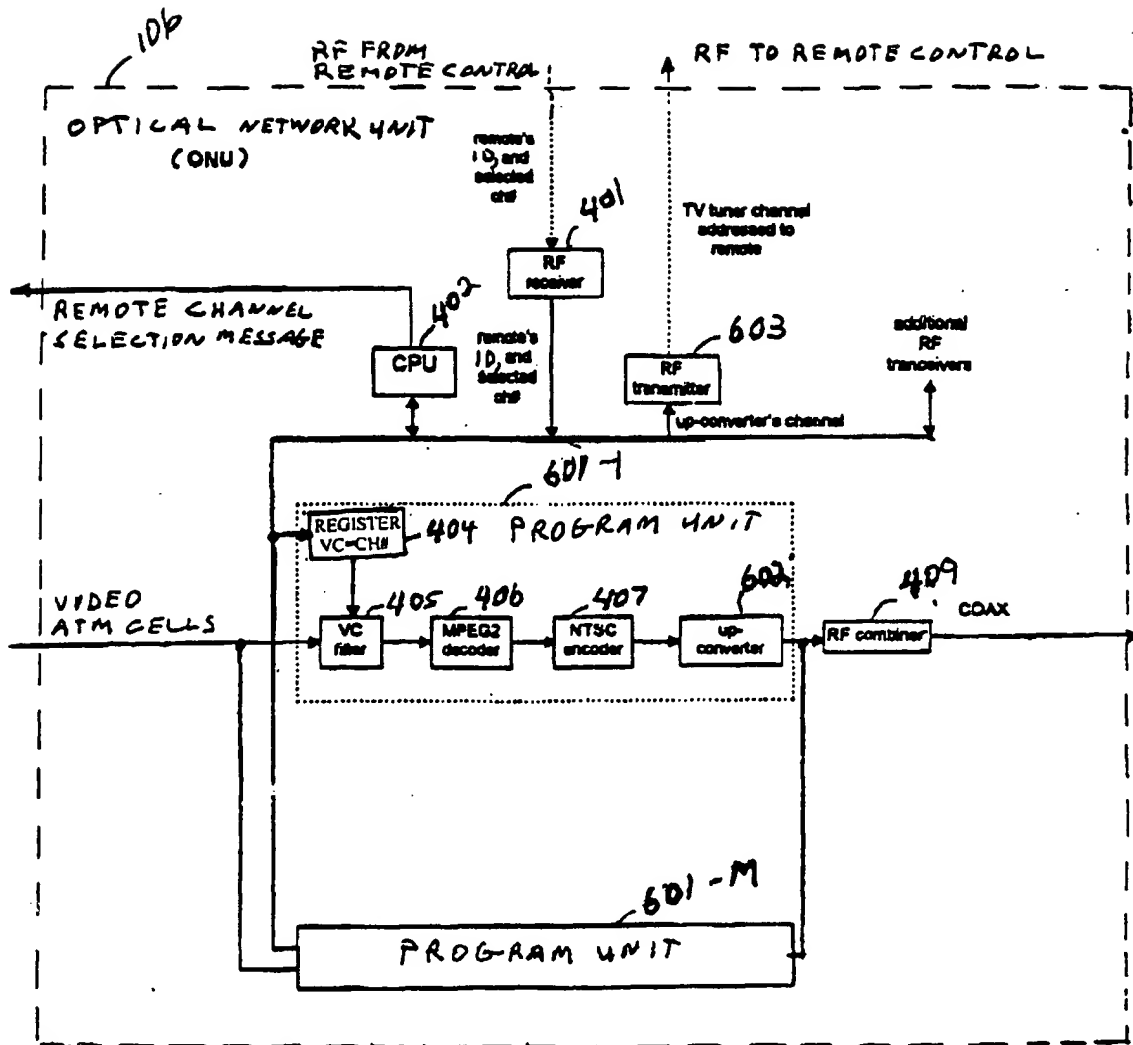 106
RF FROM
REMOTE CONTROL
RF TO REMOTE CONTROL
OPTICAL NETWORK UNIT
(ONU)
remote's
ID, and
selected
ch#
401
RF
receiver
TV tuner channel
addressed to
remote
REMOTE CHANNEL
SELECTION MESSAGE
402
CPU
remote's
ID, and
selected
ch#
603
RF
transmitter
additional
RF
tranceivers
up-converter's channel
601-1
REGISTER
VC=CH#
404
PROGRAM UNIT
VIDEO
ATM CELLS
405
VC
filter
406
MPEG2
decoder
407
NTSC
encoder
602
up-
converter
409
RF combiner
COAX
601-M
PROGRAM UNIT